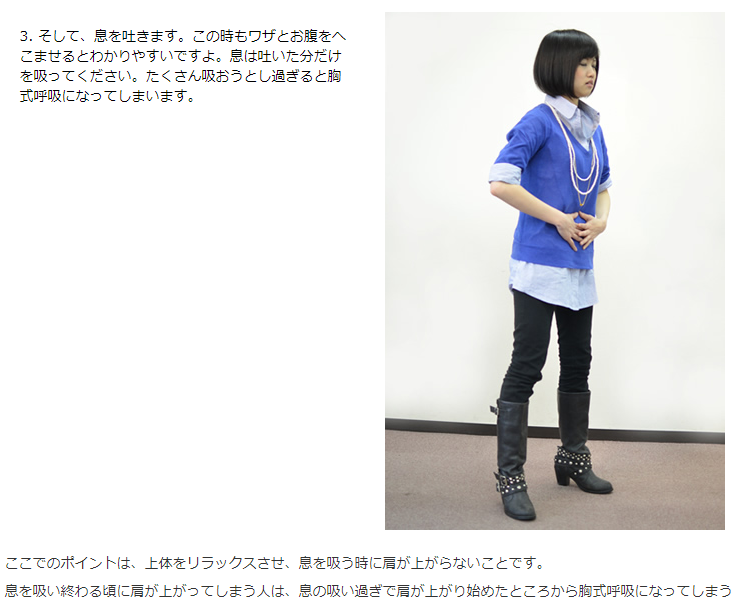 3. そして、息を吐きます。この時もワザとお腹をへ
こませるとわかりやすいですよ。息は吐いた分だけ
を吸ってください。たくさん吸おうとし過ぎると胸
式呼吸になってしまいます。
ここでのポイントは、上体をリラックスさせ、息を吸う時に肩が上がらないことです。
息を吸い終わる頃に肩が上がってしまう人は、息の吸い過ぎで肩が上がり始めたところから胸式呼吸になってしまう